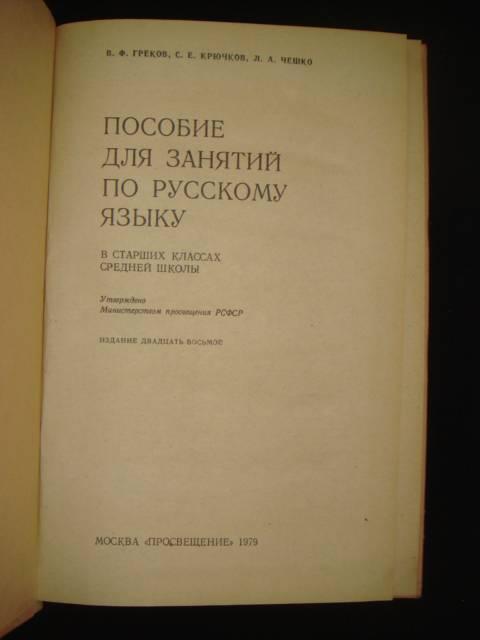 В. Ф. ГРЕКОВ, С. Е. КРЮЧКОВ, Л. А. ЧЕШКО
ПОСОБИЕ
ДЛЯ ЗАНЯТИЙ
ПО РУССКОМУ
ЯЗЫКУ
В СТАРШИХ КЛАССАХ
СРЕДНЕЙ ШКОЛЫ
Утверждено
Министерством просвещения РСФСР
ИЗДАНИЕ ДВАДЦАТЬ ВОСЬМОЕ
МОСКВА «ПРОСВЕЩЕНИЕ» 1979